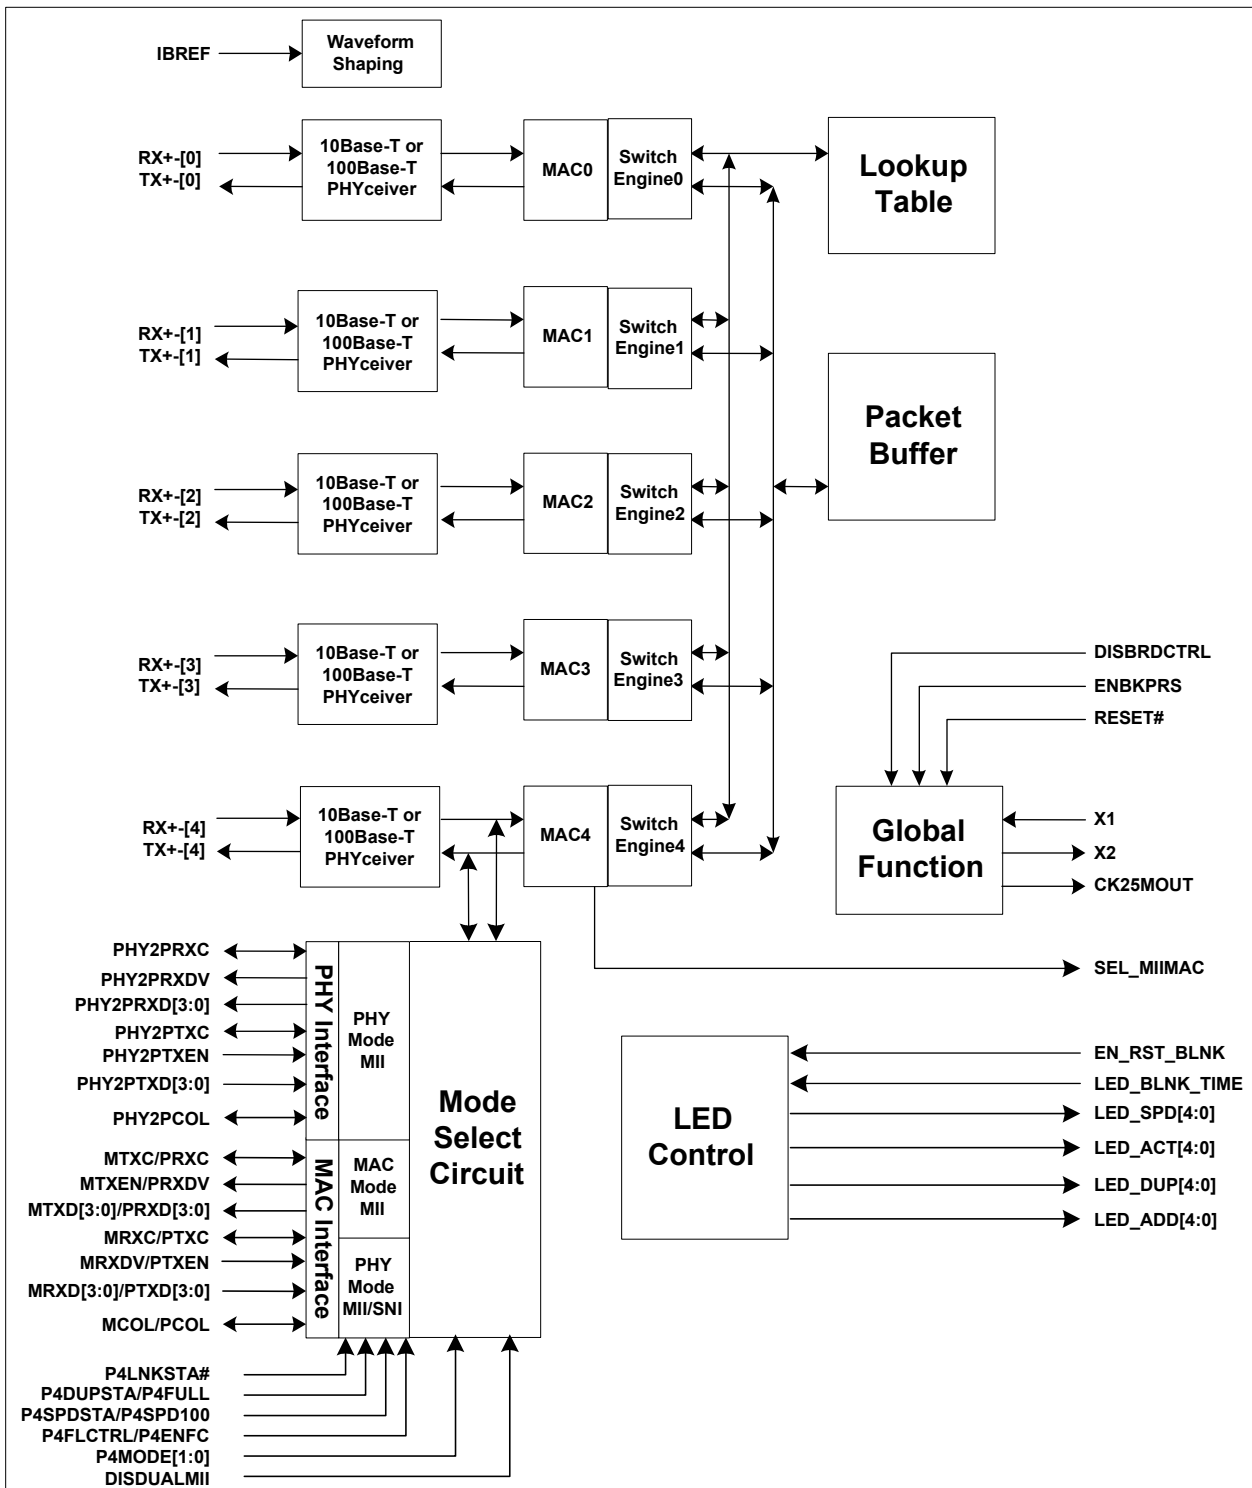 IBREF
Waveform
Shaping
RX+-[0]
TX+-[0]
10Base-T or
100Base-T
PHYceiver
MAC0
Switch
Engine0
Lookup
Table
RX+-[1]
TX+-[1]
10Base-T or
100Base-T
PHYceiver
MAC1
Switch
Engine1
Packet
Buffer
RX+-[2]
TX+-[2]
10Base-T or
100Base-T
PHYceiver
MAC2
Switch
Engine2
RX+-[3]
TX+-[3]
10Base-T or
100Base-T
PHYceiver
MAC3
Switch
Engine3
DISBRDCTRL
ENBKPRS
RESET#
RX+-[4]
TX+-[4]
10Base-T or
100Base-T
PHYceiver
MAC4
Switch
Engine4
Global
Function
X1
X2
CK25MOUT
SEL_MIIMAC
PHY2PRXC
PHY2PRXDV
PHY2PRXD[3:0]
PHY2PTXC
PHY2PTXEN
PHY2PTXD[3:0]
PHY2PCOL
PHY Interface
PHY
Mode
MII
MTXC/PRXC
MTXEN/PRXDV
MTXD[3:0]/PRXD[3:0]
MRXC/PTXC
MRXDV/PTXEN
MRXD[3:0]/PTXD[3:0]
MCOL/PCOL
MAC Interface
MAC
Mode
MII
PHY
Mode
MII/SNI
Mode
Select
Circuit
LED
Control
EN_RST_BLNK
LED_BLNK_TIME
LED_SPD[4:0]
LED_ACT[4:0]
LED_DUP[4:0]
LED_ADD[4:0]
P4LNKSTA#
P4DUPSTA/P4FULL
P4SPDSTA/P4SPD100
P4FLCTRL/P4ENFC
P4MODE[1:0]
DISDUALMII